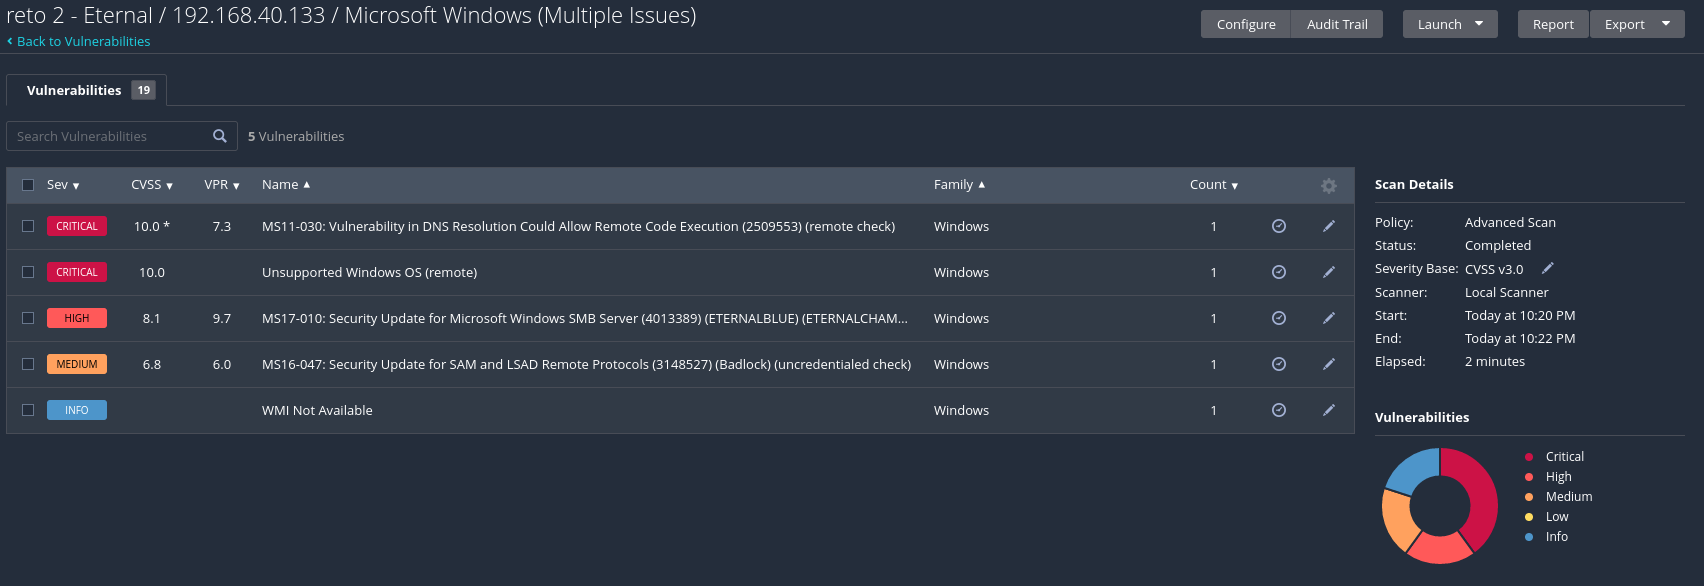 reto 2 - Eternal / 192.168.40.133 / Microsoft Windows (Multiple Issues)
Back to Vulnerabilities
Configure Audit Trail Launch Report Export
Vulnerabilities 19
Search Vulnerabilities 5 Vulnerabilities
Sev CVSS VPR Name Family Count
CRITICAL 10.0 * 7.3 MS11-030: Vulnerability in DNS Resolution Could Allow Remote Code Execution (2509553) (remote check) Windows 1
CRITICAL 10.0 Unsupported Windows OS (remote) Windows 1
HIGH 8.1 9.7 MS17-010: Security Update for Microsoft Windows SMB Server (4013389) (ETERNALBLUE) (ETERNALCHAM... Windows 1
MEDIUM 6.8 6.0 MS16-047: Security Update for SAM and LSAD Remote Protocols (3148527) (Badlock) (uncredentialed check) Windows 1
INFO WMI Not Available Windows 1
Scan Details
Policy: Advanced Scan
Status: Completed
Severity Base: CVSS v3.0
Scanner: Local Scanner
Start: Today at 10:20 PM
End: Today at 10:22 PM
Elapsed: 2 minutes
Vulnerabilities
Critical
High
Medium
Low
Info